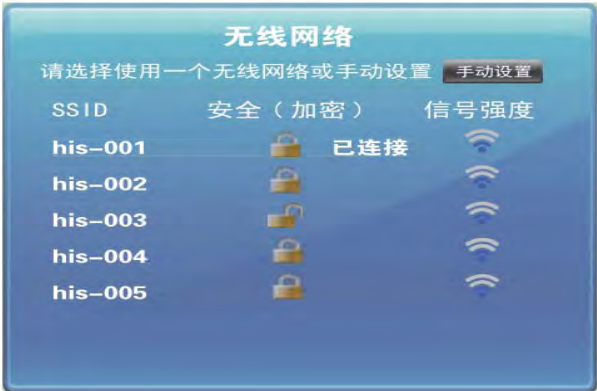 无线网络
请选择使用一个无线网络或手动设置 手动设置
SSID 安全（加密） 信号强度
his-001 已连接
his-002
his-003
his-004
his-005